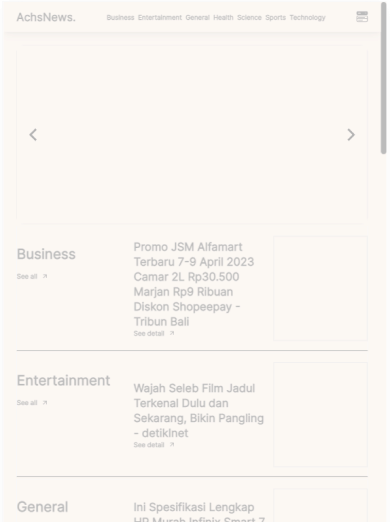 AchsNews.
Business Entertainment General Health Science Sports Technology
Business
See all
Promo JSM Alfamart
Terbaru 7-9 April 2023
Camar 2L Rp30.500
Marjan Rp9 Ribuan
Diskon Shopeepay -
Tribun Bali
See detail
Entertainment
See all
Wajah Seleb Film Jadul
Terkenal Dulu dan
Sekarang, Bikin Pangling
- detikInet
See detail
General
Ini Spesifikasi Lengkap
HP Murah Infinix Smart 7